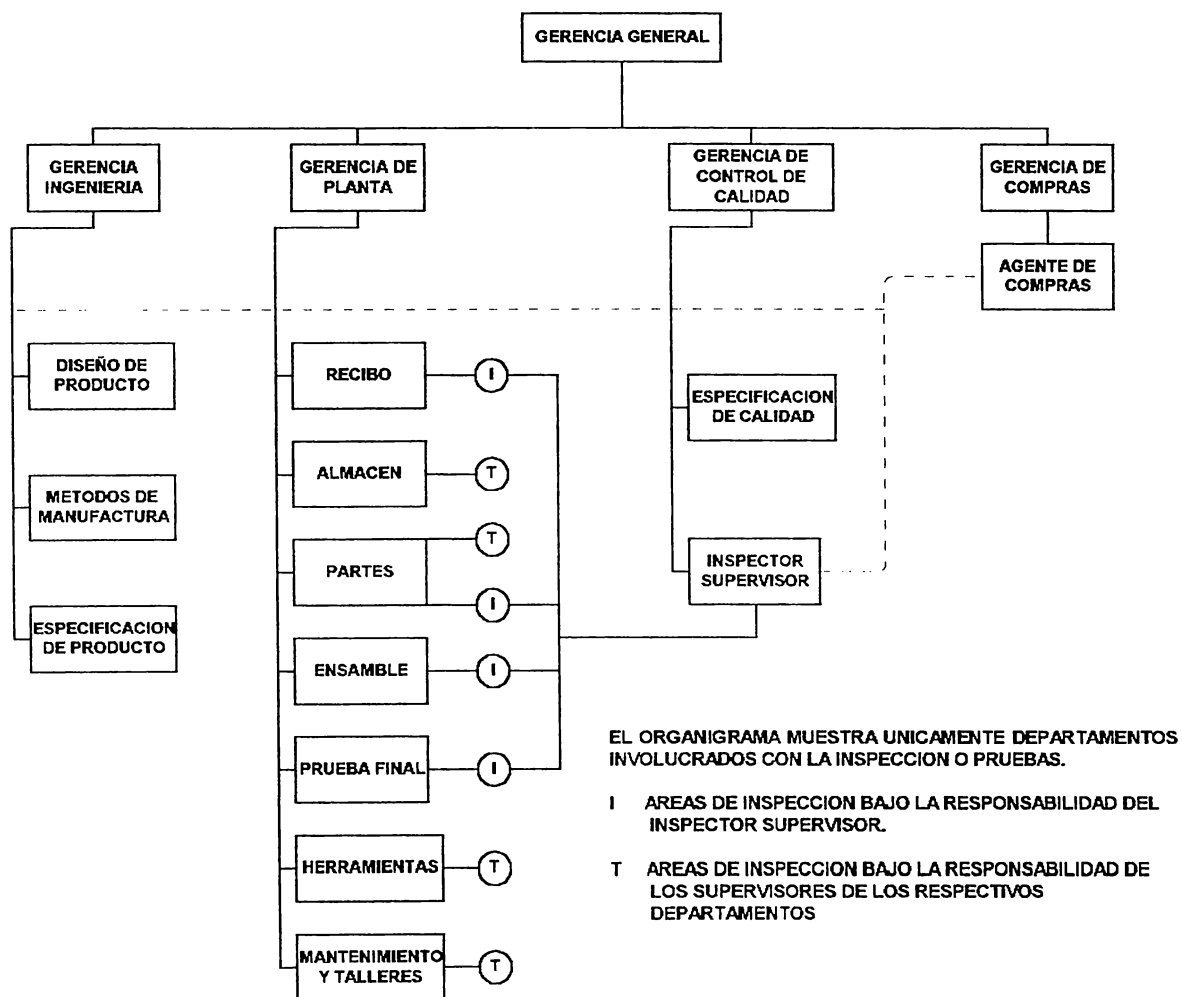 GERENCIA GENERAL
GERENCIA
INGENIERIA
GERENCIA DE
PLANTA
GERENCIA DE
CONTROL DE
CALIDAD
GERENCIA DE
COMPRAS
AGENTE DE
COMPRAS
DISEÑO DE
PRODUCTO
METODOS DE
MANUFACTURA
ESPECIFICACION
DE PRODUCTO
RECIBO
I
ALMACEN
T
PARTES
T
I
ENSAMBLE
I
PRUEBA FINAL
I
HERRAMIENTAS
T
MANTENIMIENTO
Y TALLERES
T
ESPECIFICACION
DE CALIDAD
INSPECTOR
SUPERVISOR
EL ORGANIGRAMA MUESTRA UNICAMENTE DEPARTAMENTOS
INVOLUCRADOS CON LA INSPECCION O PRUEBAS.
I AREAS DE INSPECCION BAJO LA RESPONSABILIDAD DEL
INSPECTOR SUPERVISOR.
T AREAS DE INSPECCION BAJO LA RESPONSABILIDAD DE
LOS SUPERVISORES DE LOS RESPECTIVOS
DEPARTAMENTOS